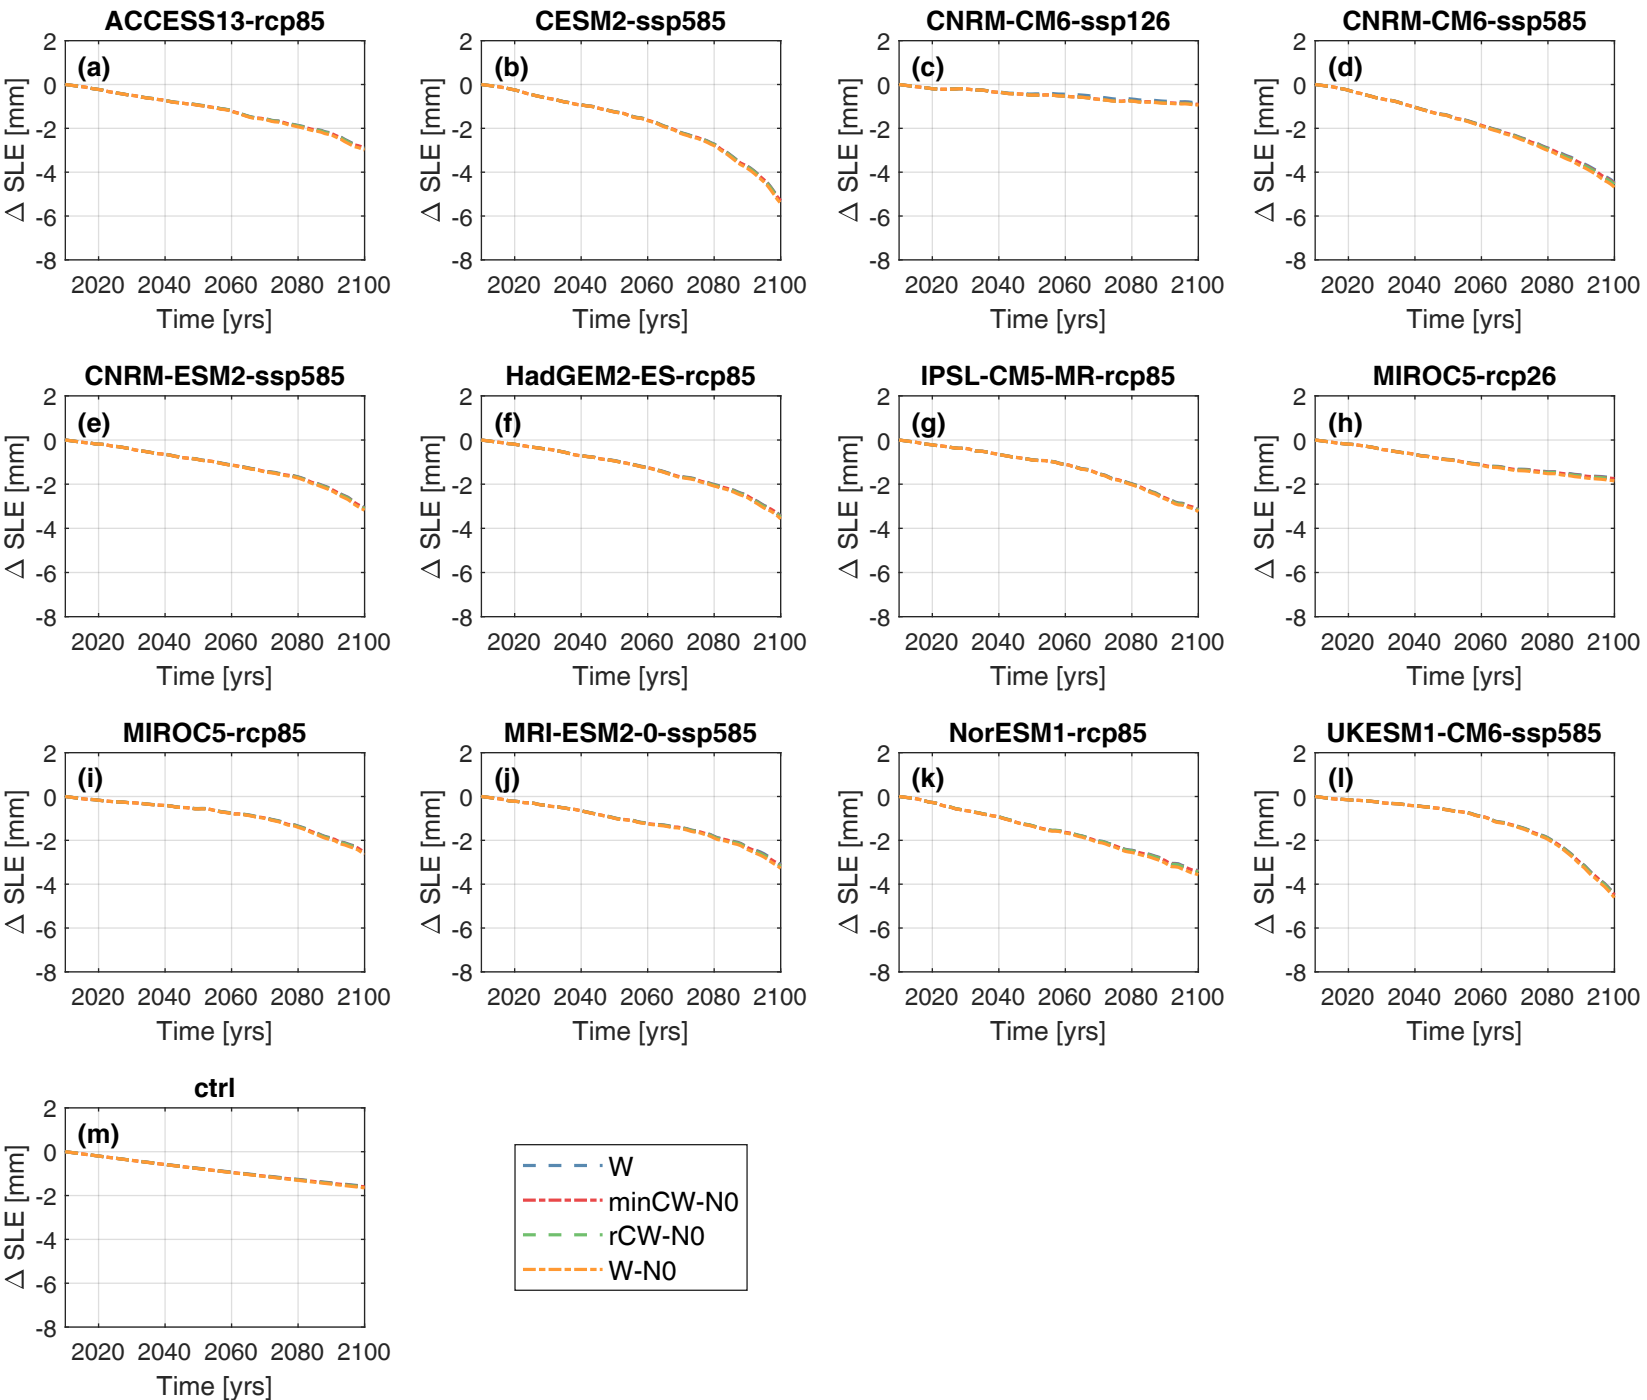 ACCESS13-rcp85
CESM2-ssp585
CNRM-CM6-ssp126
CNRM-CM6-ssp585
(a)
(b)
(c)
(d)
2
0
-2
-4
-6
-8
2
0
-2
-4
-6
-8
2
0
-2
-4
-6
-8
2
0
-2
-4
-6
-8
Δ SLE [mm]
Δ SLE [mm]
Δ SLE [mm]
Δ SLE [mm]
2020 2040 2060 2080 2100
2020 2040 2060 2080 2100
2020 2040 2060 2080 2100
2020 2040 2060 2080 2100
Time [yrs]
Time [yrs]
Time [yrs]
Time [yrs]
CNRM-ESM2-ssp585
HadGEM2-ES-rcp85
IPSL-CM5-MR-rcp85
MIROC5-rcp26
(e)
(f)
(g)
(h)
2
0
-2
-4
-6
-8
2
0
-2
-4
-6
-8
2
0
-2
-4
-6
-8
2
0
-2
-4
-6
-8
Δ SLE [mm]
Δ SLE [mm]
Δ SLE [mm]
Δ SLE [mm]
2020 2040 2060 2080 2100
2020 2040 2060 2080 2100
2020 2040 2060 2080 2100
2020 2040 2060 2080 2100
Time [yrs]
Time [yrs]
Time [yrs]
Time [yrs]
MIROC5-rcp85
MRI-ESM2-0-ssp585
NorESM1-rcp85
UKESM1-CM6-ssp585
(i)
(j)
(k)
(l)
2
0
-2
-4
-6
-8
2
0
-2
-4
-6
-8
2
0
-2
-4
-6
-8
2
0
-2
-4
-6
-8
Δ SLE [mm]
Δ SLE [mm]
Δ SLE [mm]
Δ SLE [mm]
2020 2040 2060 2080 2100
2020 2040 2060 2080 2100
2020 2040 2060 2080 2100
2020 2040 2060 2080 2100
Time [yrs]
Time [yrs]
Time [yrs]
Time [yrs]
ctrl
(m)
2
0
-2
-4
-6
-8
Δ SLE [mm]
2020 2040 2060 2080 2100
Time [yrs]
W
minCW-N0
rCW-N0
W-N0